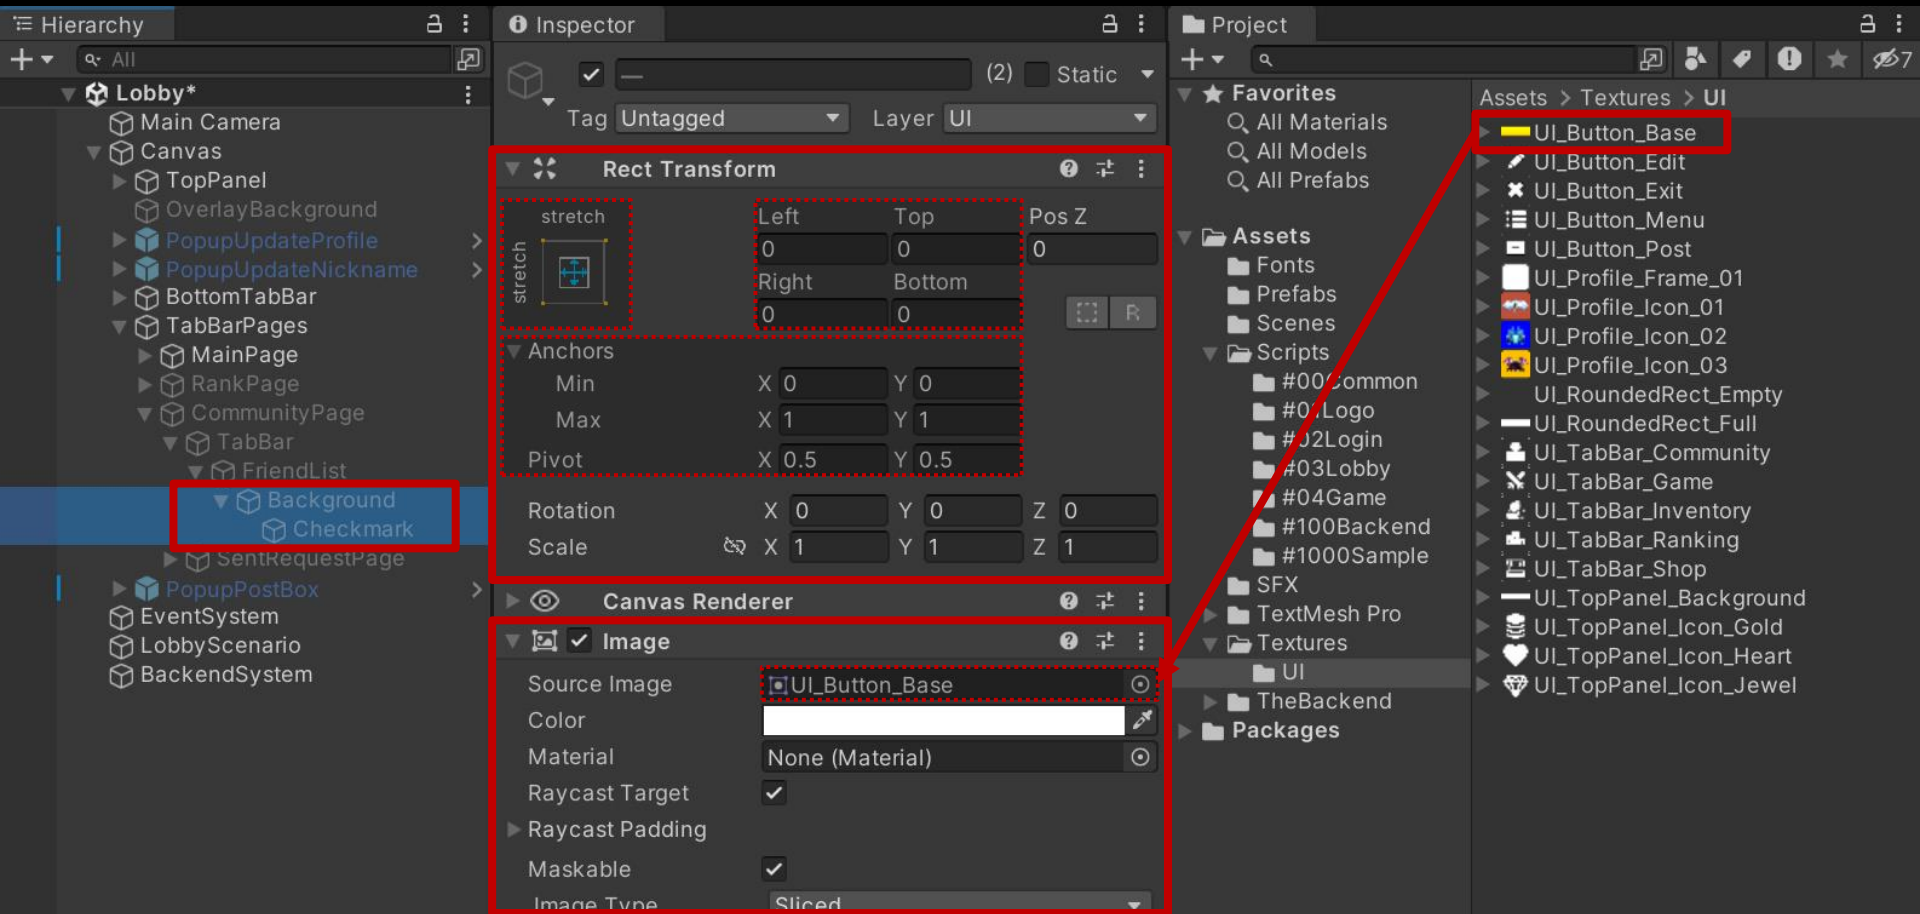 Hierarchy
All
Lobby*
Main Camera
Canvas
TopPanel
OverlayBackground
PopupUpdateProfile
PopupUpdateNickname
BottomTabBar
TabBarPages
MainPage
RankPage
CommunityPage
TabBar
FriendList
Background
Checkmark
SentRequestPage
PopupPostBox
EventSystem
LobbyScenario
BackendSystem
Inspector
— (2) Static
Tag Untagged Layer UI
Rect Transform
stretch Left Top Pos Z
stretch
0 0 0
Right Bottom
0 0 R
Anchors
Min X 0 Y 0
Max X 1 Y 1
Pivot X 0.5 Y 0.5
Rotation X 0 Y 0 Z 0
Scale X 1 Y 1 Z 1
Canvas Renderer
Image
Source Image UI_Button_Base
Color
Material None (Material)
Raycast Target
Raycast Padding
Maskable
Image Type Sliced
Project
7
Favorites
All Materials
All Models
All Prefabs
Assets
Fonts
Prefabs
Scenes
Scripts
#00Common
#01Logo
#02Login
#03Lobby
#04Game
#100Backend
#1000Sample
SFX
TextMesh Pro
Textures
UI
TheBackend
Packages
Assets > Textures > UI
UI_Button_Base
UI_Button_Edit
UI_Button_Exit
UI_Button_Menu
UI_Button_Post
UI_Profile_Frame_01
UI_Profile_Icon_01
UI_Profile_Icon_02
UI_Profile_Icon_03
UI_RoundedRect_Empty
UI_RoundedRect_Full
UI_TabBar_Community
UI_TabBar_Game
UI_TabBar_Inventory
UI_TabBar_Ranking
UI_TabBar_Shop
UI_TopPanel_Background
UI_TopPanel_Icon_Gold
UI_TopPanel_Icon_Heart
UI_TopPanel_Icon_Jewel